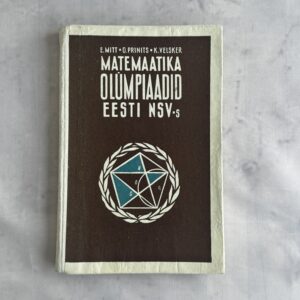 E. MITT • O. PRINITS • K. VELSKER
MATEMAATIKA
OLÜMPIAADID
EESTI NSV-s